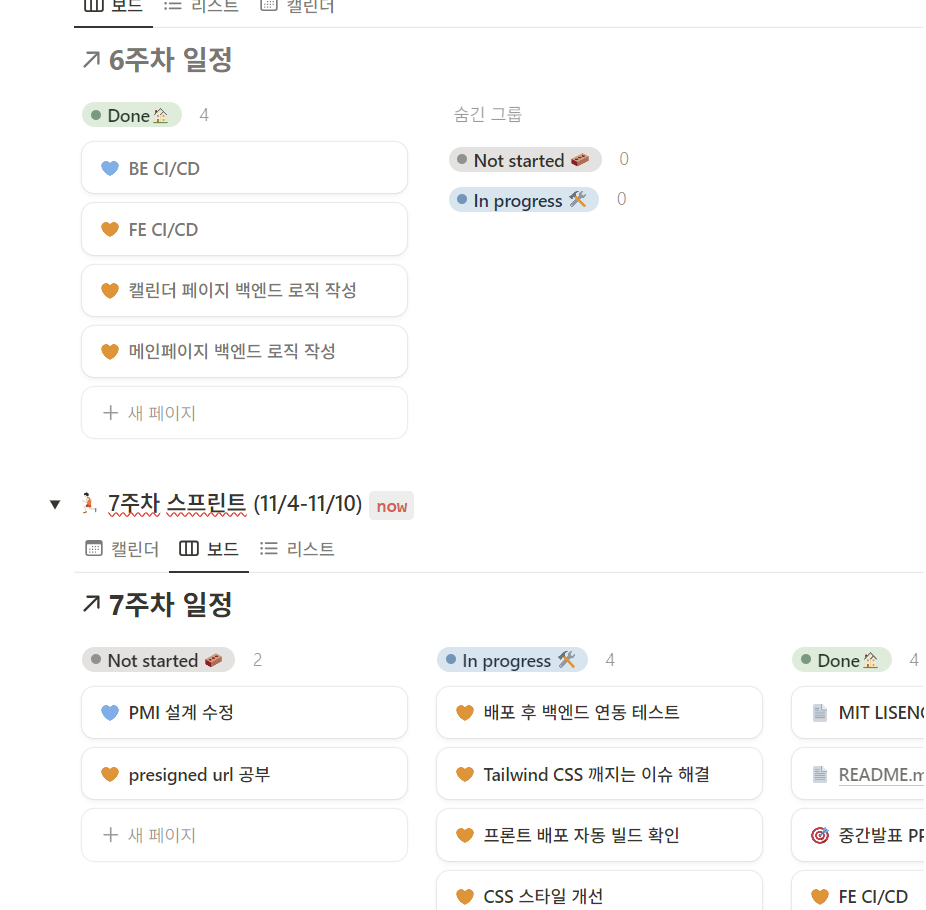 보드 리스트 캘린더
6주차 일정
Done 4
숨긴 그룹
BE CI/CD
Not started 0
In progress 0
FE CI/CD
캘린더 페이지 백엔드 로직 작성
메인페이지 백엔드 로직 작성
+ 새 페이지
7주차 스프린트 (11/4-11/10) now
캘린더 보드 리스트
7주차 일정
Not started 2
In progress 4
Done 4
PMI 설계 수정
배포 후 백엔드 연동 테스트
MIT LISENC
presigned url 공부
Tailwind CSS 깨지는 이슈 해결
README.m
+ 새 페이지
프론트 배포 자동 빌드 확인
중간발표 PP
CSS 스타일 개선
FE CI/CD